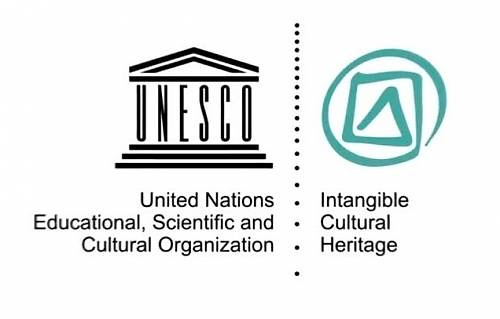 UNESCO
United Nations
Educational, Scientific and
Cultural Organization
Intangible
Cultural
Heritage